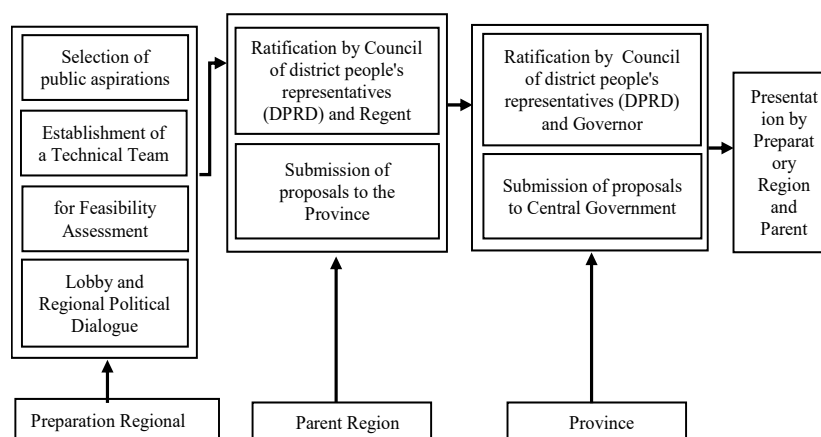 Selection of
public aspirations
Establishment of
a Technical Team
for Feasibility
Assessment
Lobby and
Regional Political
Dialogue
Ratification by Council
of district people's
representatives
(DPRD) and Regent
Submission of
proposals to the
Province
Ratification by Council
of district people's
representatives (DPRD)
and Governor
Submission of proposals
to Central Government
Presentat
ion by
Preparat
ory
Region
and
Parent
Preparation Regional
Parent Region
Province